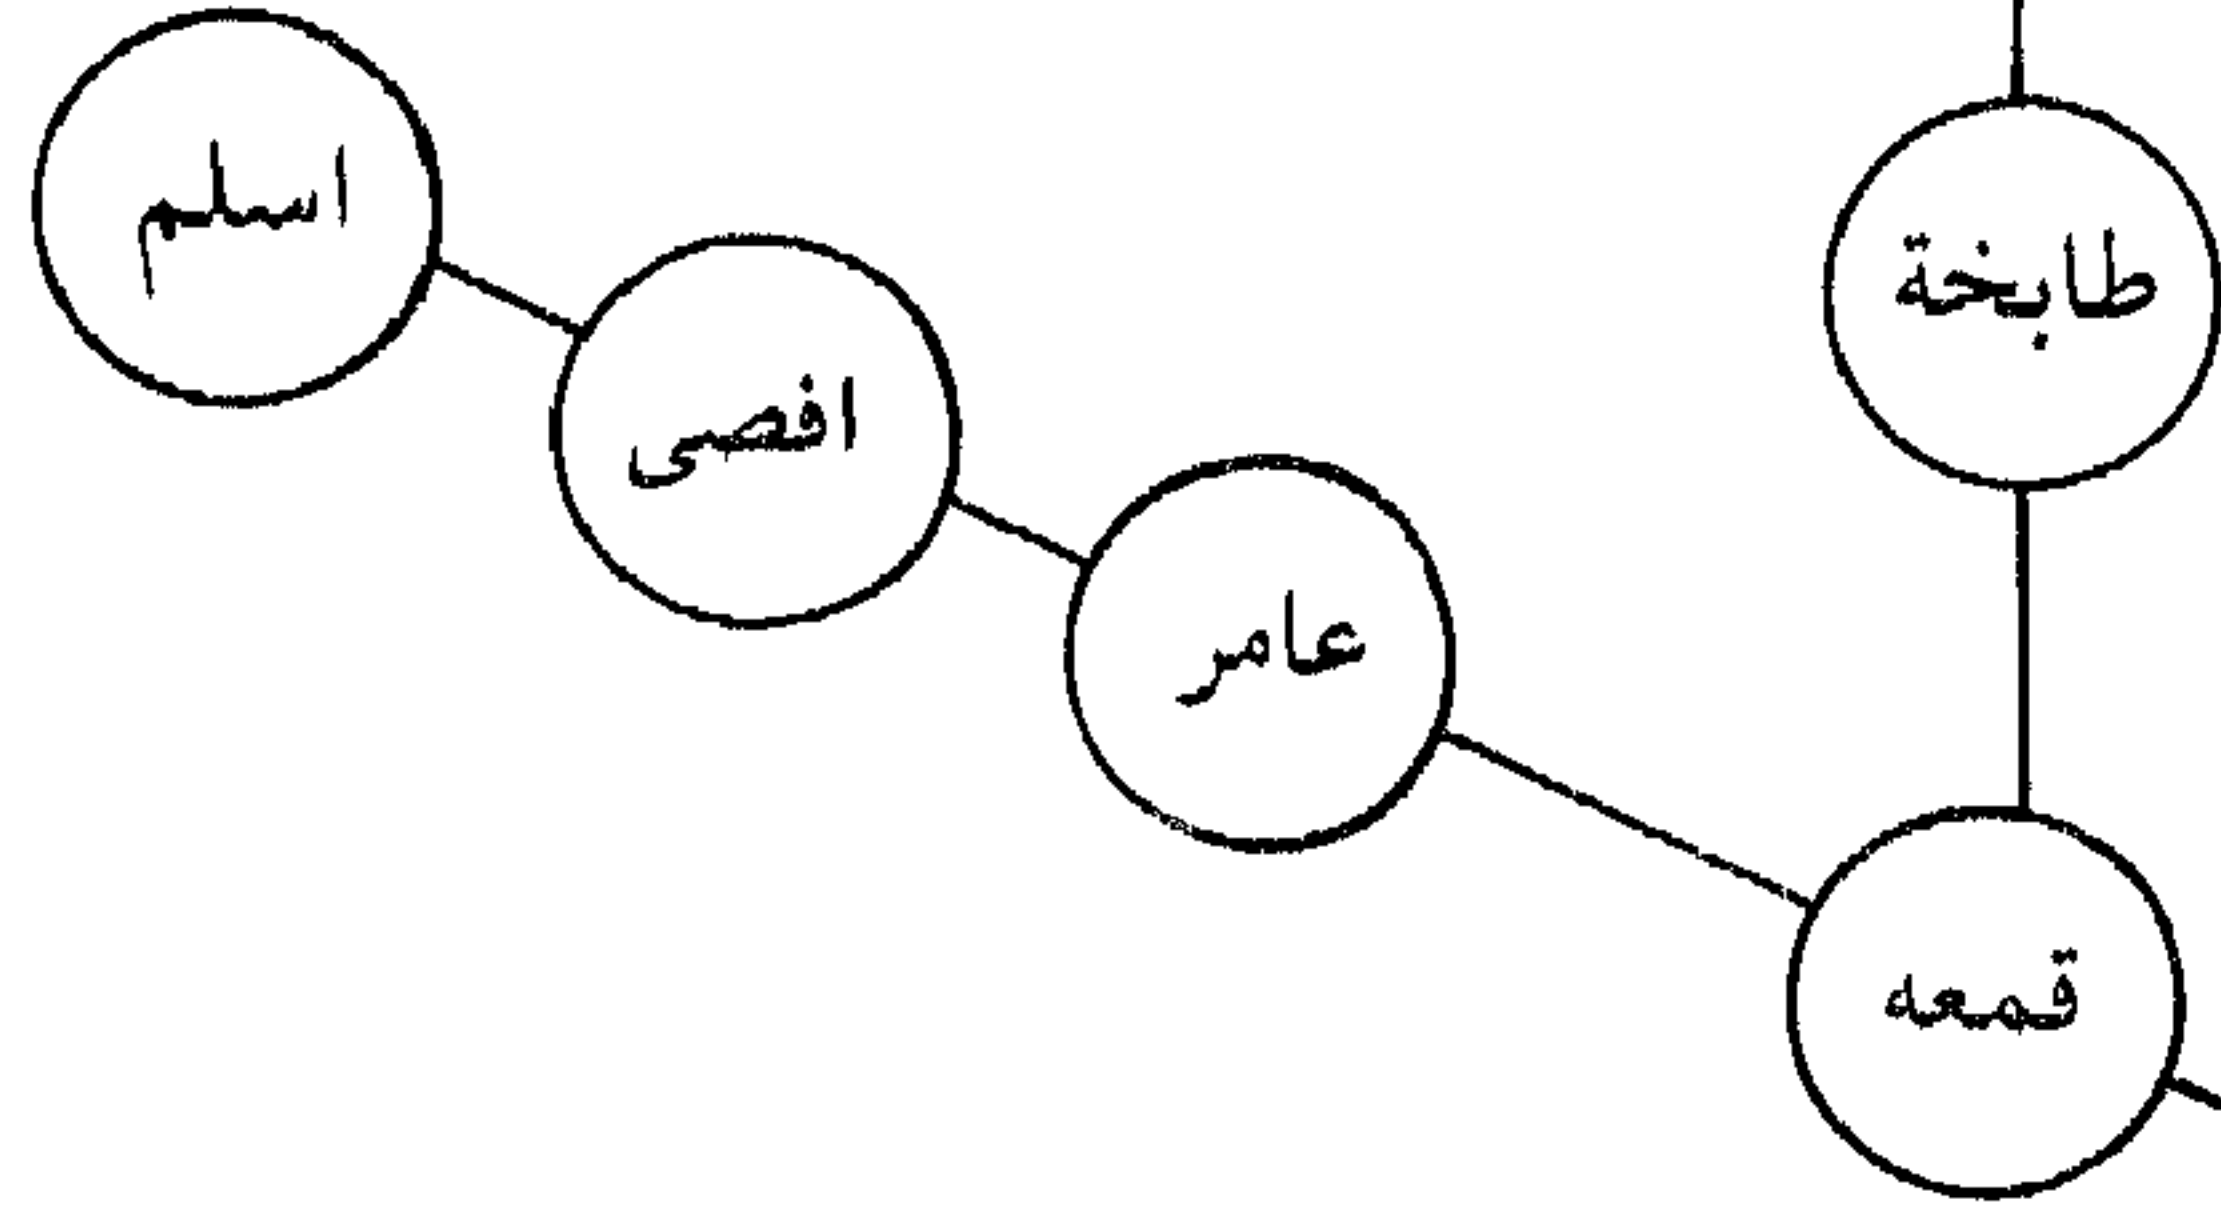 اسلم
طابخة
افصى
عامر
قمعه